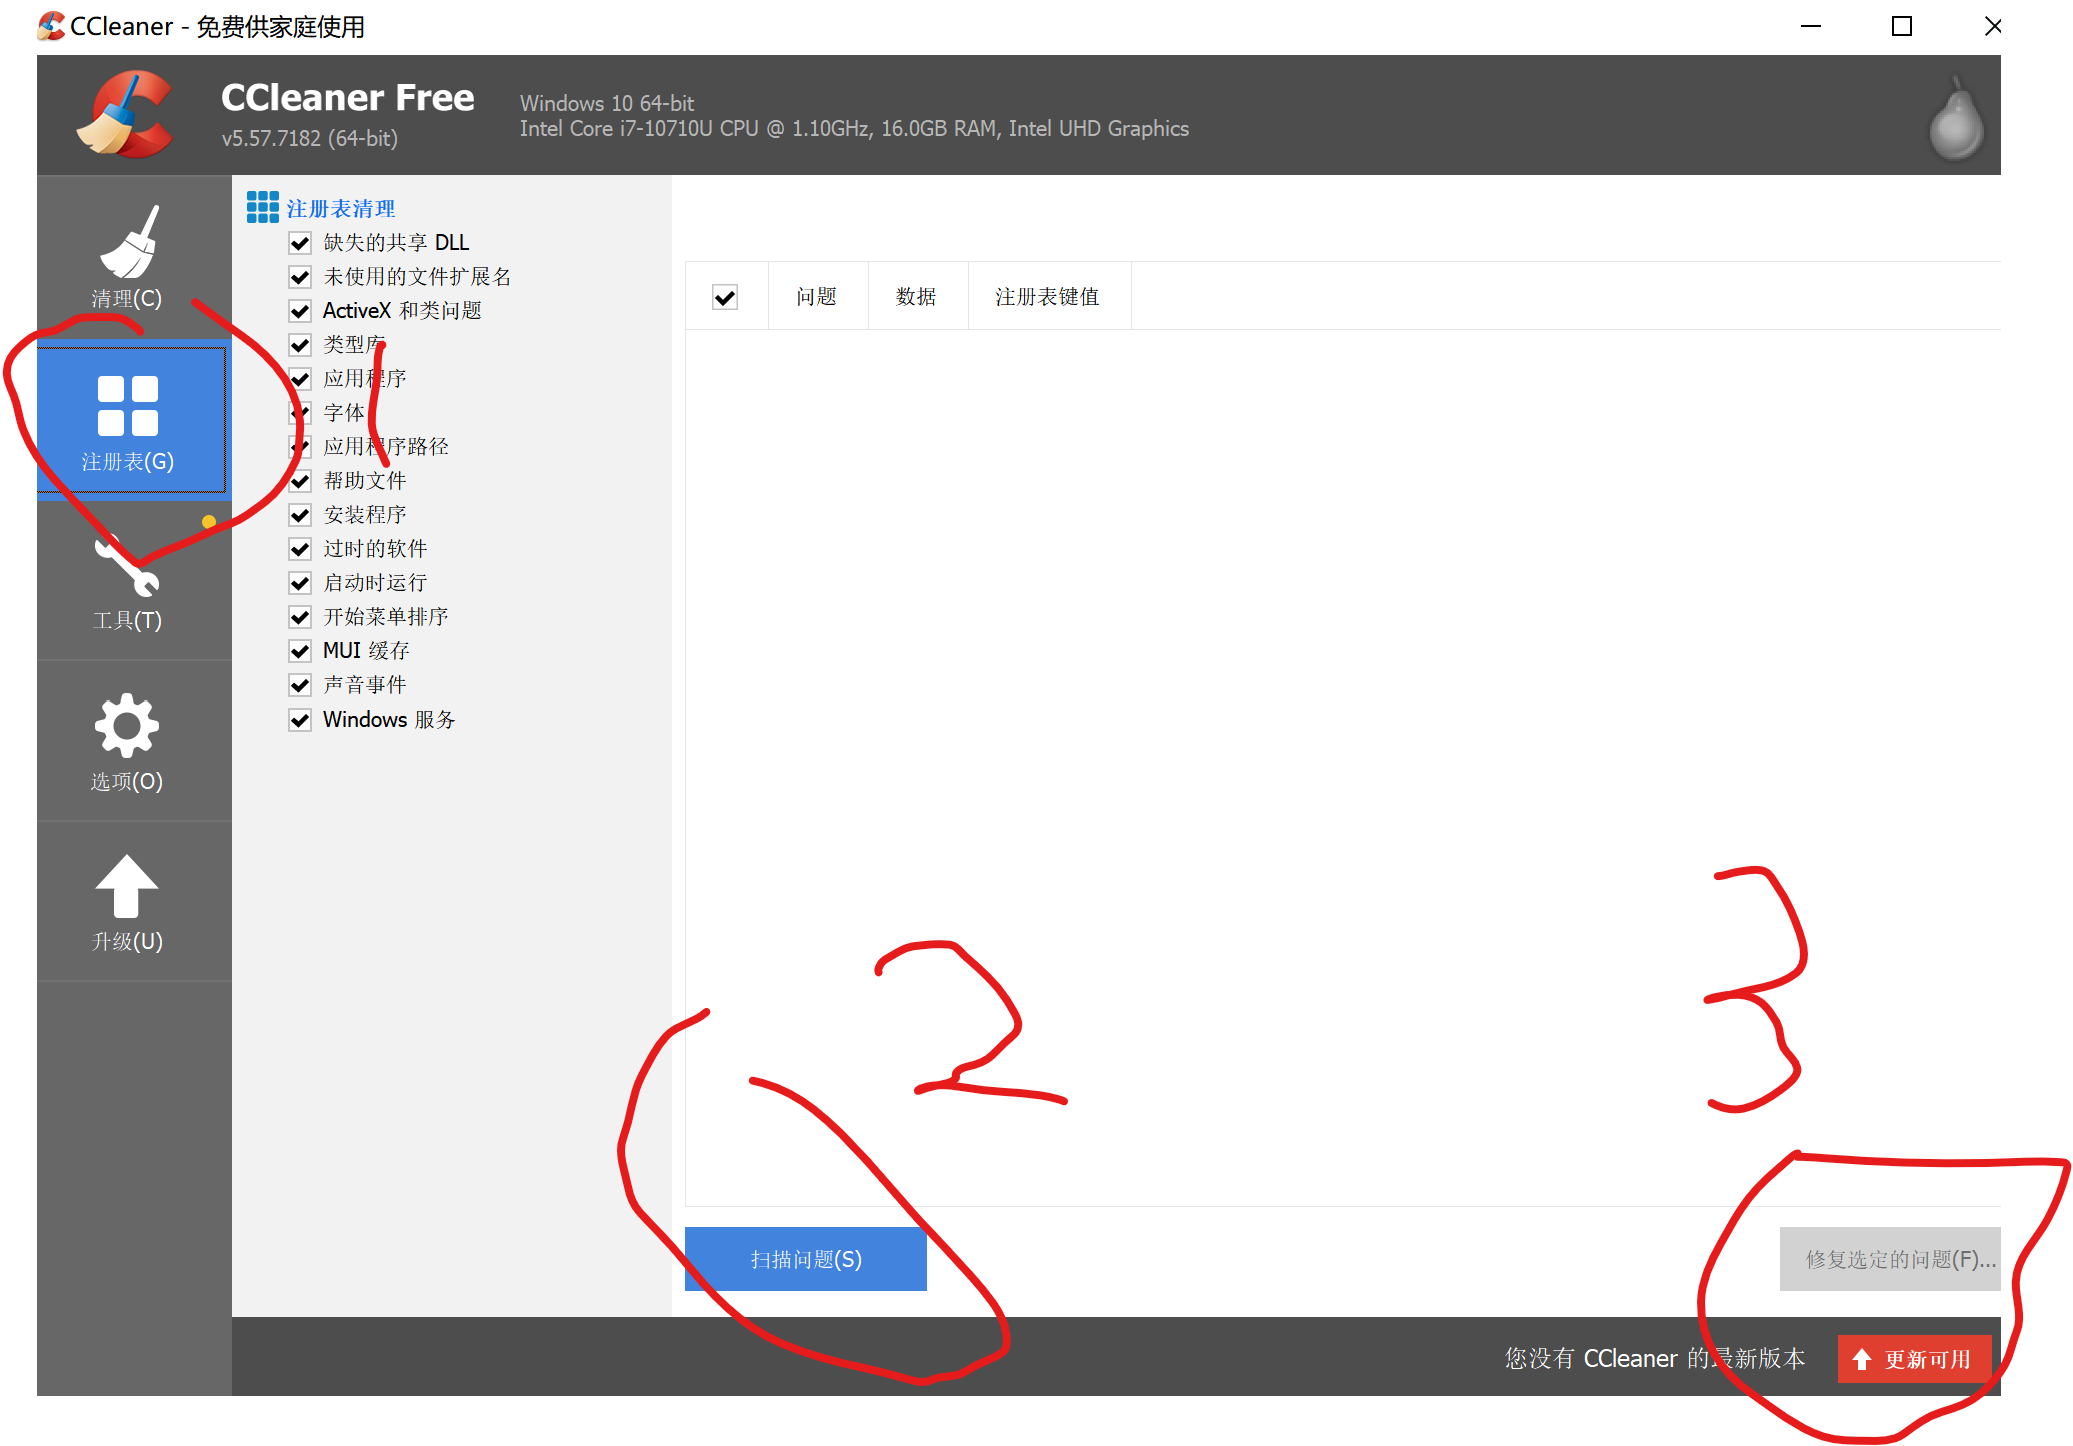 CCleaner - 免费供家庭使用
CCleaner Free
v5.57.7182 (64-bit)
Windows 10 64-bit
Intel Core i7-10710U CPU @ 1.10GHz, 16.0GB RAM, Intel UHD Graphics
清理(C)
注册表(G)
工具(T)
选项(O)
升级(U)
注册表清理
缺失的共享 DLL
未使用的文件扩展名
ActiveX 和类问题
类型库
应用程序
字体
应用程序路径
帮助文件
安装程序
过时的软件
启动时运行
开始菜单排序
MUI 缓存
声音事件
Windows 服务
1
问题 数据 注册表键值
2
3
扫描问题(S)
修复选定的问题(F)...
您没有 CCleaner 的最新版本
更新可用